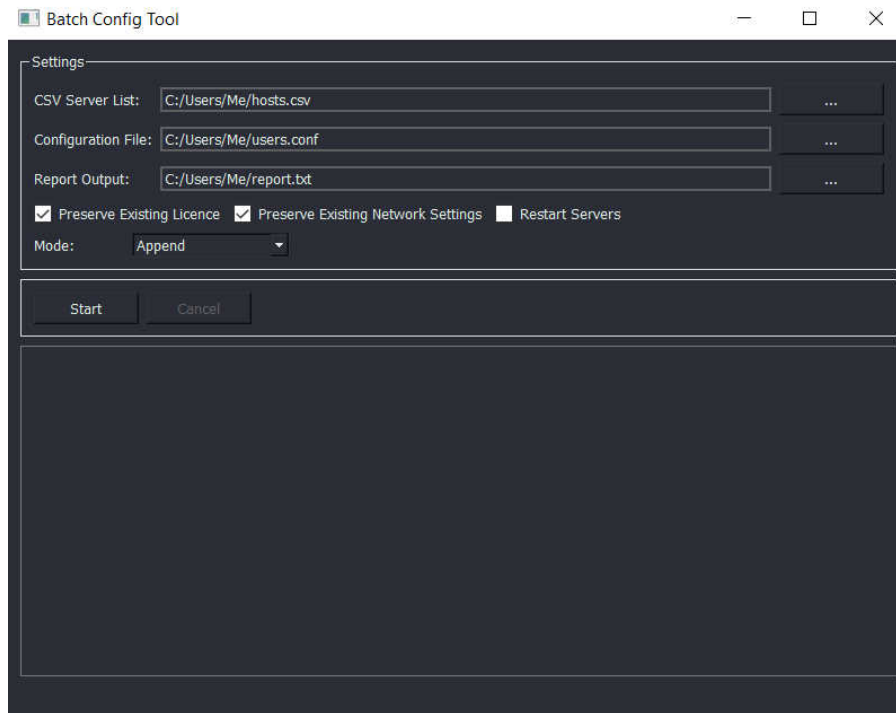 Batch Config Tool
Settings
CSV Server List: C:/Users/Me/hosts.csv ...
Configuration File: C:/Users/Me/users.conf ...
Report Output: C:/Users/Me/report.txt ...
Preserve Existing Licence Preserve Existing Network Settings Restart Servers
Mode: Append
Start Cancel